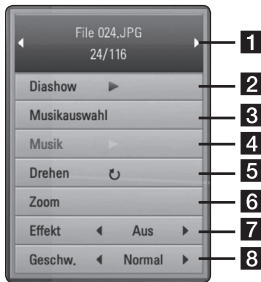 File 024.JPG 1
24/116
Diashow 2
Musikauswahl 3
Musik 4
Drehen 5
Zoom 6
Effekt Aus 7
Geschw. Normal 8